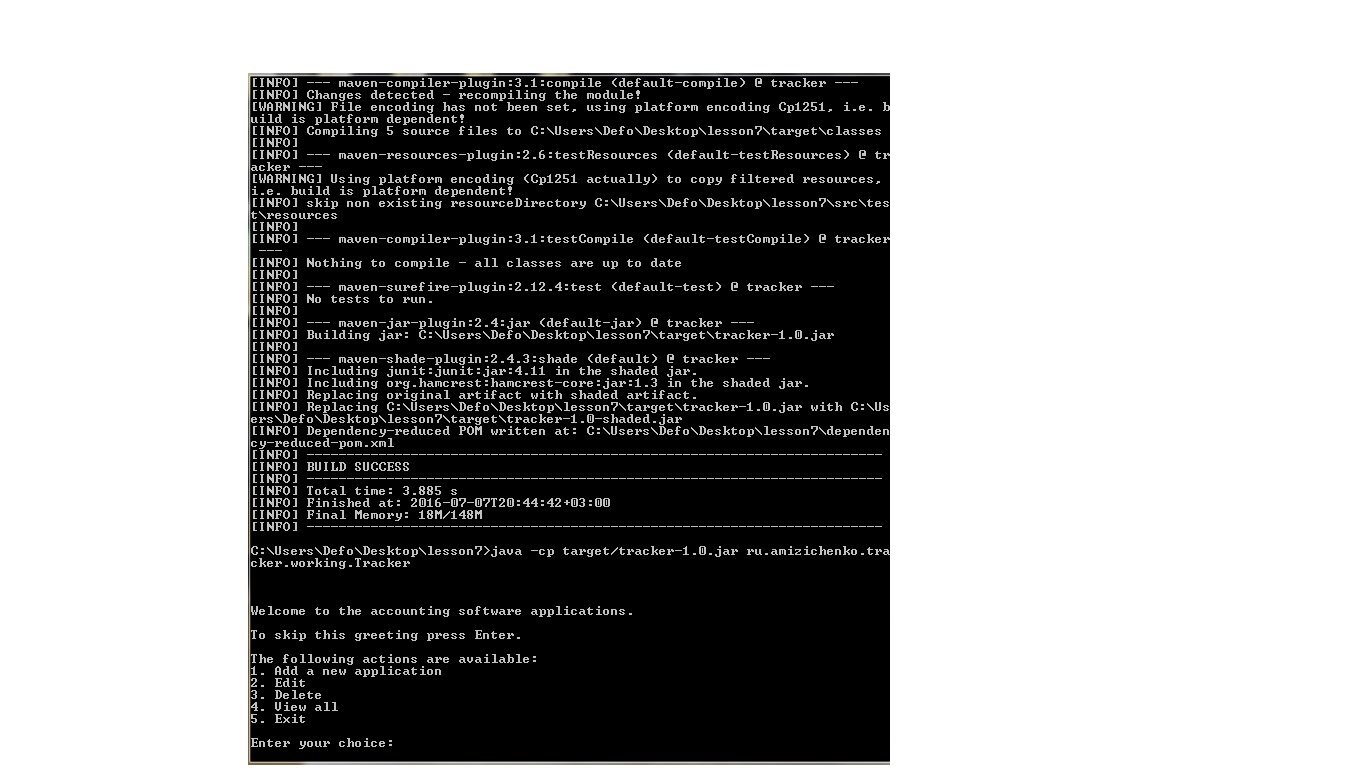 [INFO] --- maven-compiler-plugin:3.1:compile (default-compile) @ tracker ---
[INFO] Changes detected - recompiling the module!
[WARNING] File encoding has not been set, using platform encoding Cp1251, i.e. b
uild is platform dependent!
[INFO] Compiling 5 source files to C:\Users\Defo\Desktop\lesson7\target\classes
[INFO]
[INFO] --- maven-resources-plugin:2.6:testResources (default-testResources) @ tr
acker ---
[WARNING] Using platform encoding (Cp1251 actually) to copy filtered resources,
i.e. build is platform dependent!
[INFO] skip non existing resourceDirectory C:\Users\Defo\Desktop\lesson7\src\tes
t\resources
[INFO]
[INFO] --- maven-compiler-plugin:3.1:testCompile (default-testCompile) @ tracker
 ---
[INFO] Nothing to compile - all classes are up to date
[INFO]
[INFO] --- maven-surefire-plugin:2.12.4:test (default-test) @ tracker ---
[INFO] No tests to run.
[INFO]
[INFO] --- maven-jar-plugin:2.4:jar (default-jar) @ tracker ---
[INFO] Building jar: C:\Users\Defo\Desktop\lesson7\target\tracker-1.0.jar
[INFO]
[INFO] --- maven-shade-plugin:2.4.3:shade (default) @ tracker ---
[INFO] Including junit:junit:jar:4.11 in the shaded jar.
[INFO] Including org.hamcrest:hamcrest-core:jar:1.3 in the shaded jar.
[INFO] Replacing original artifact with shaded artifact.
[INFO] Replacing C:\Users\Defo\Desktop\lesson7\target\tracker-1.0.jar with C:\Us
ers\Defo\Desktop\lesson7\target\tracker-1.0-shaded.jar
[INFO] Dependency-reduced POM written at: C:\Users\Defo\Desktop\lesson7\dependen
cy-reduced-pom.xml
[INFO] ------------------------------------------------------------------------
[INFO] BUILD SUCCESS
[INFO] ------------------------------------------------------------------------
[INFO] Total time: 3.885 s
[INFO] Finished at: 2016-07-07T20:44:42+03:00
[INFO] Final Memory: 18M/148M
[INFO] ------------------------------------------------------------------------
C:\Users\Defo\Desktop\lesson7>java -cp target/tracker-1.0.jar ru.amizichenko.tra
cker.working.Tracker
Welcome to the accounting software applications.
To skip this greeting press Enter.
The following actions are available:
1. Add a new application
2. Edit
3. Delete
4. View all
5. Exit
Enter your choice: